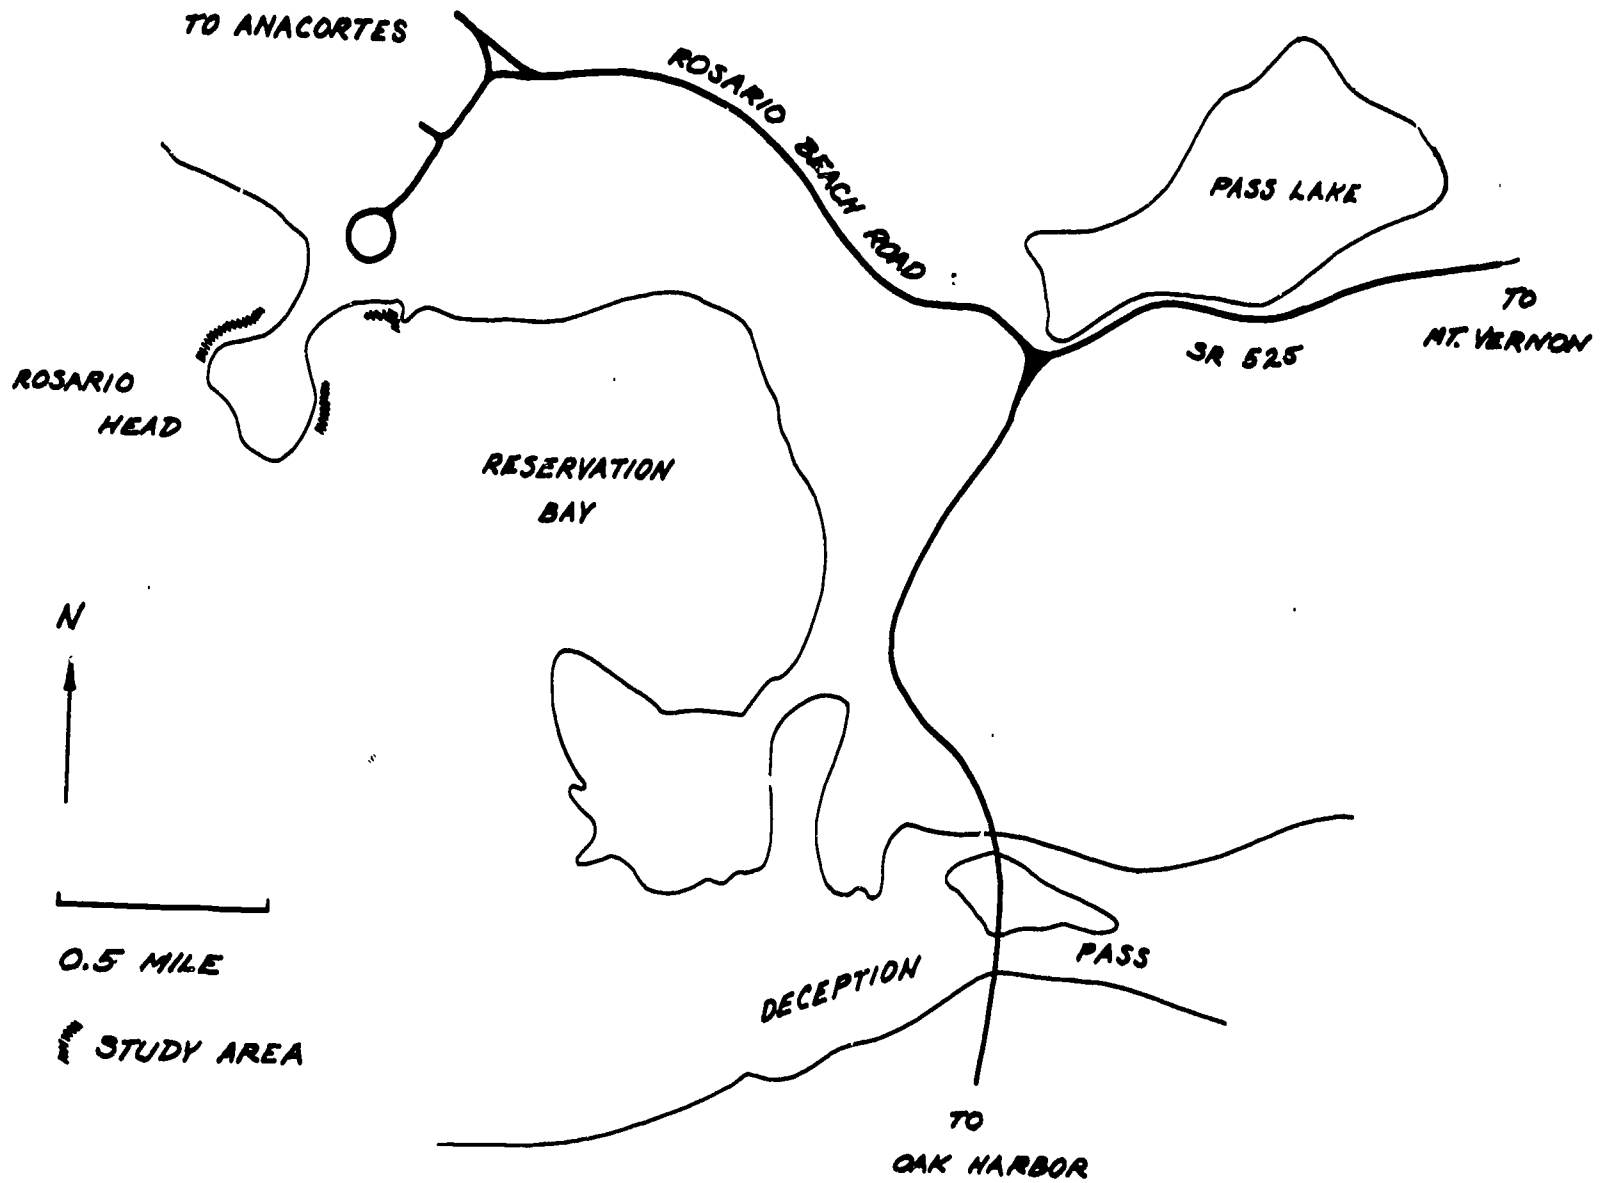 TO ANACORTES
ROSARIO BEACH ROAD
PASS LAKE
TO
MT. VERNON
SR 525
ROSARIO
HEAD
RESERVATION
BAY
N
0.5 MILE
STUDY AREA
DECEPTION PASS
TO
OAK HARBOR